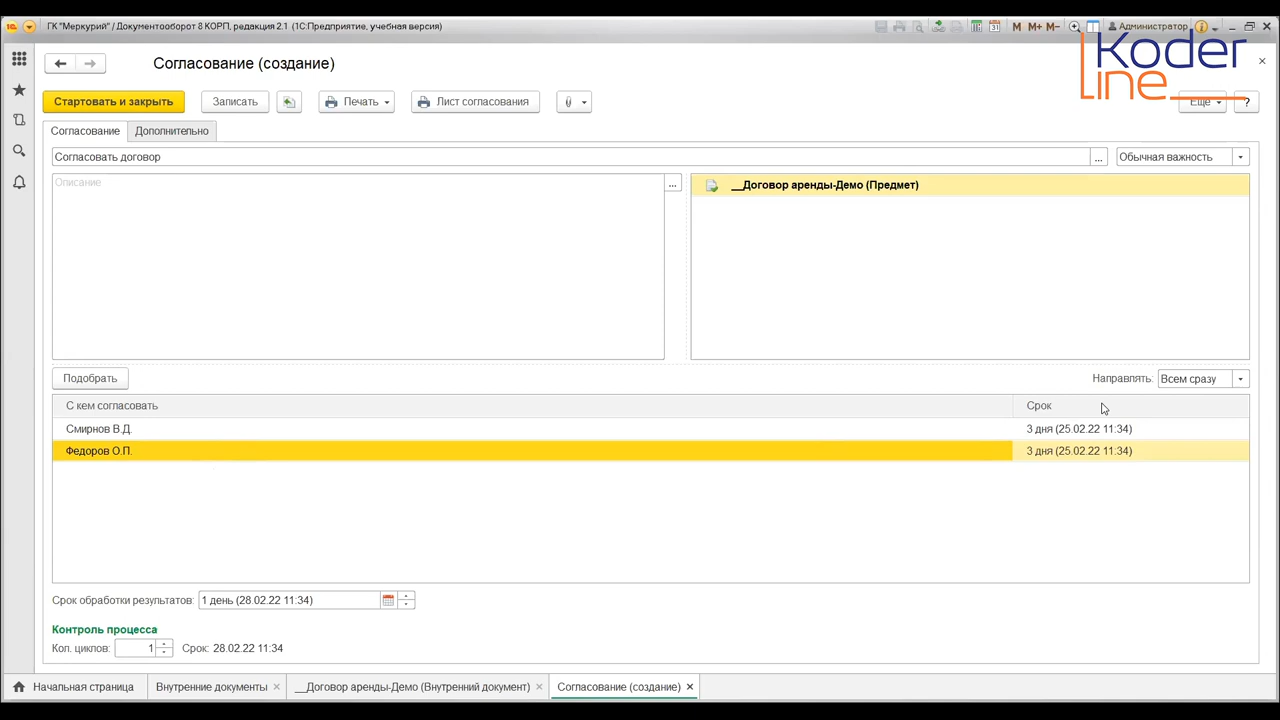 ГК "Меркурий" / Документооборот 8 КОРП, редакция 2.1 (1С:Предприятие, учебная версия)
M M+ M− Администратор
Koder line
Согласование (создание)
Стартовать и закрыть Записать Печать Лист согласования Еще ?
Согласование Дополнительно
Согласовать договор ... Обычная важность
Описание ... __Договор аренды-Демо (Предмет)
Подобрать Направлять: Всем сразу
С кем согласовать Срок
Смирнов В.Д. 3 дня (25.02.22 11:34)
Федоров О.П. 3 дня (25.02.22 11:34)
Срок обработки результатов: 1 день (28.02.22 11:34)
Контроль процесса
Кол. циклов: 1 Срок: 28.02.22 11:34
Начальная страница Внутренние документы × __Договор аренды-Демо (Внутренний документ) × Согласование (создание) ×